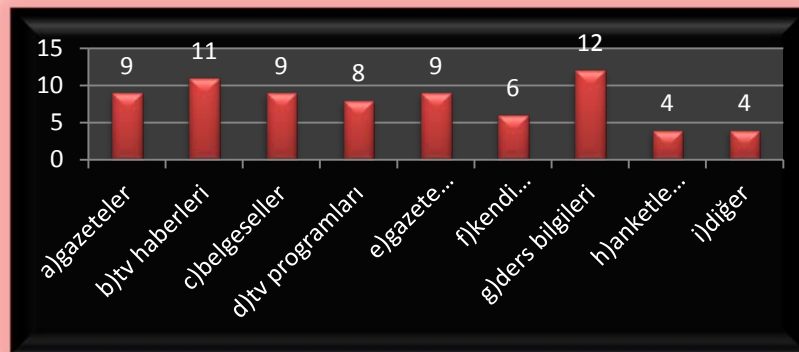 15
10
5
0
9
11
9
8
9
6
12
4
4
a)gazeteler
b)tv haberleri
c)belgeseller
d)tv programları
e)gazete…
f)kendi…
g)ders bilgileri
h)anketle…
i)diğer